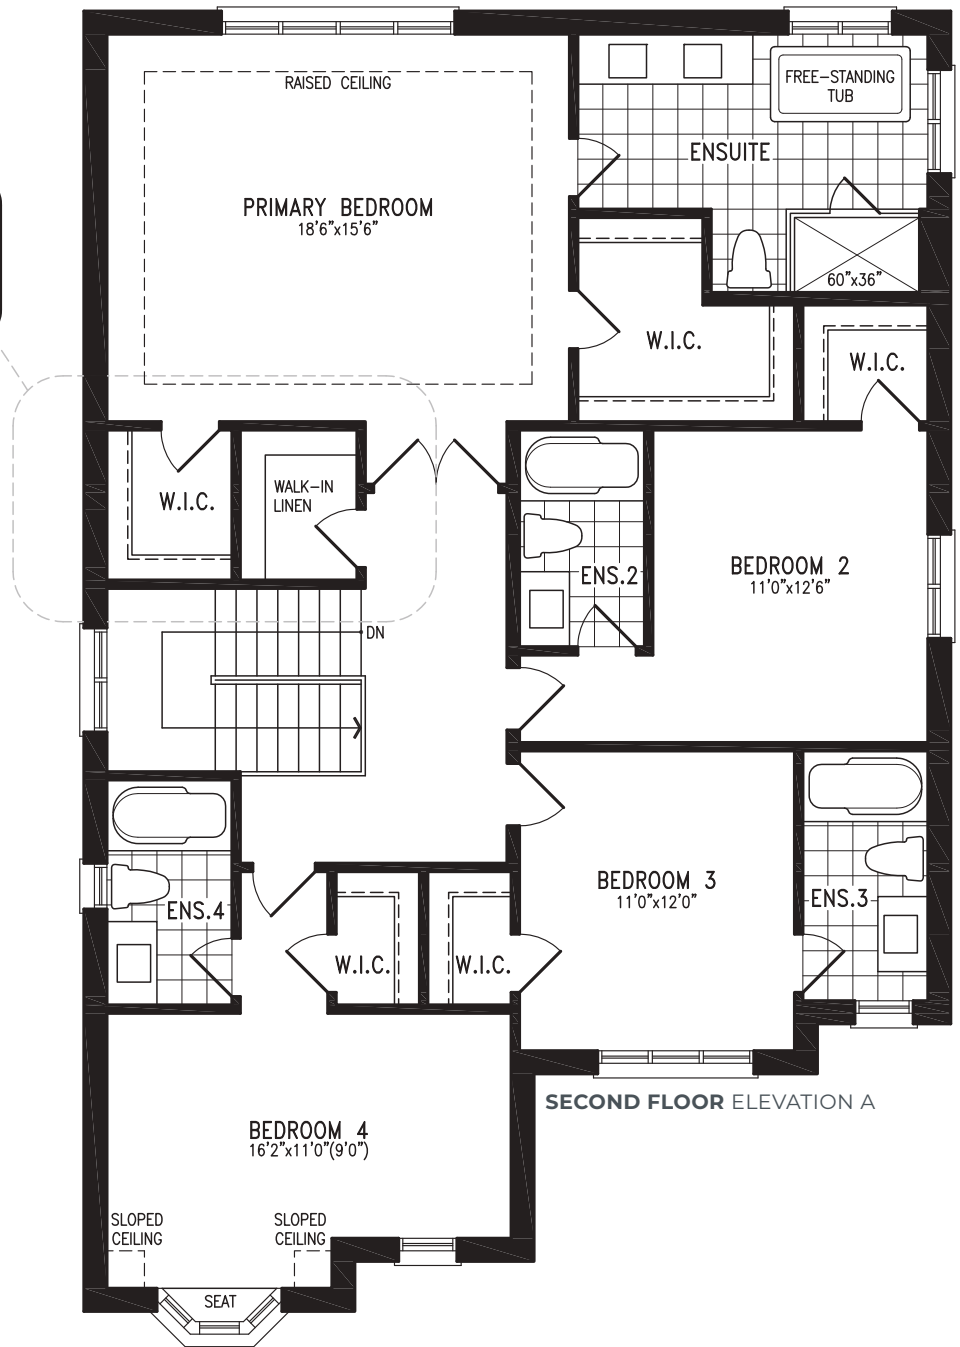 RAISED CEILING
PRIMARY BEDROOM
18'6"x15'6"
FREE-STANDING
TUB
ENSUITE
60"x36"
W.I.C.
W.I.C.
W.I.C.
WALK-IN
LINEN
ENS.2
BEDROOM 2
11'0"x12'6"
DN
BEDROOM 3
11'0"x12'0"
ENS.3
ENS.4
W.I.C.
W.I.C.
SECOND FLOOR ELEVATION A
BEDROOM 4
16'2"x11'0"(9'0")
SLOPED
CEILING
SLOPED
CEILING
SEAT